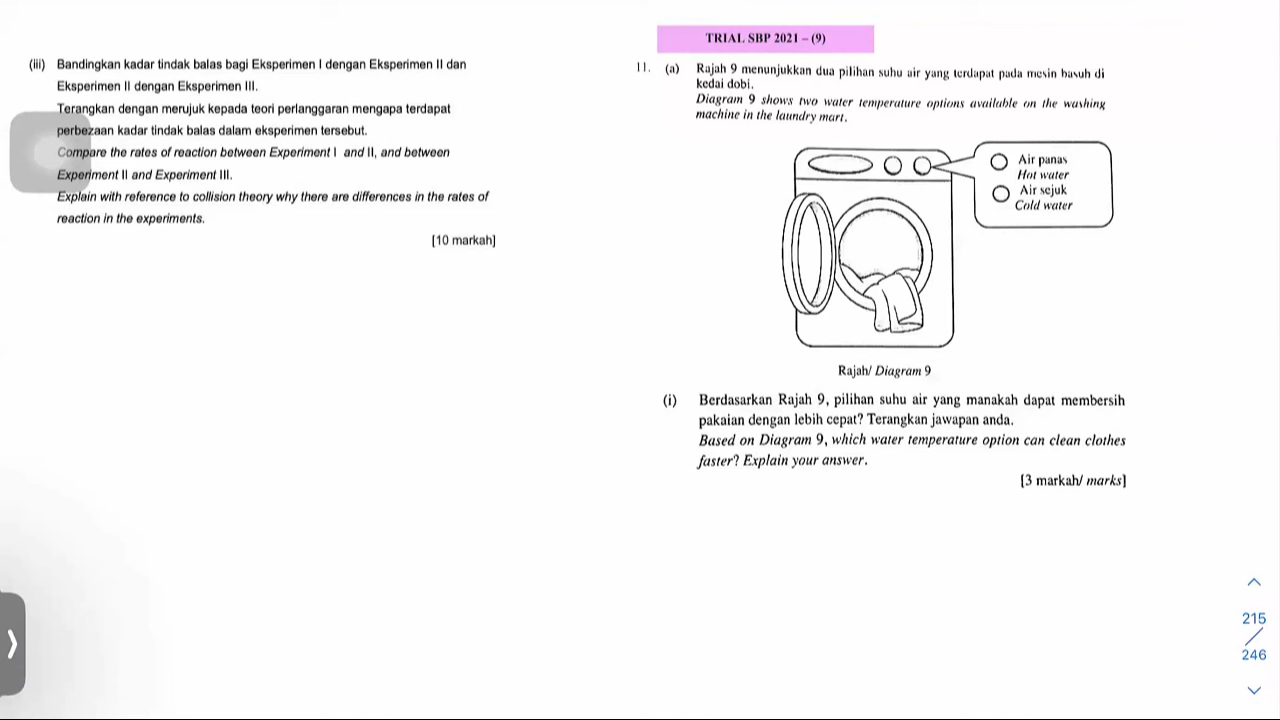 (iii) Bandingkan kadar tindak balas bagi Eksperimen I dengan Eksperimen II dan
Eksperimen II dengan Eksperimen III.
Terangkan dengan merujuk kepada teori perlanggaran mengapa terdapat
perbezaan kadar tindak balas dalam eksperimen tersebut.
Compare the rates of reaction between Experiment I and II, and between
Experiment II and Experiment III.
Explain with reference to collision theory why there are differences in the rates of
reaction in the experiments.
[10 markah]
TRIAL SBP 2021 – (9)
11. (a) Rajah 9 menunjukkan dua pilihan suhu air yang terdapat pada mesin basuh di
kedai dobi.
Diagram 9 shows two water temperature options available on the washing
machine in the laundry mart.
Air panas
Hot water
Air sejuk
Cold water
Rajah/ Diagram 9
(i) Berdasarkan Rajah 9, pilihan suhu air yang manakah dapat membersih
pakaian dengan lebih cepat? Terangkan jawapan anda.
Based on Diagram 9, which water temperature option can clean clothes
faster? Explain your answer.
[3 markah/ marks]
215
246